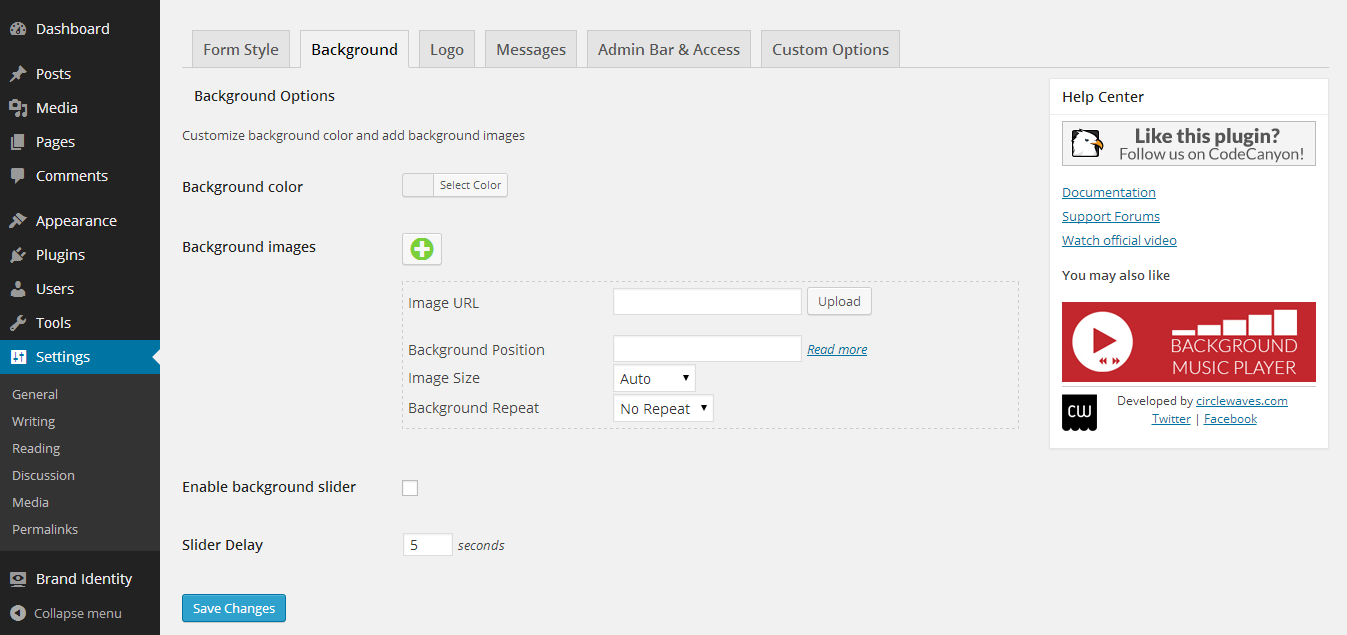 Dashboard
Posts
Media
Pages
Comments
Appearance
Plugins
Users
Tools
Settings
General
Writing
Reading
Discussion
Media
Permalinks
Brand Identity
Collapse menu
Form Style
Background
Logo
Messages
Admin Bar & Access
Custom Options
Background Options
Customize background color and add background images
Background color
Select Color
Background images
Image URL
Upload
Background Position
Read more
Image Size
Auto
Background Repeat
No Repeat
Enable background slider
Slider Delay
5
seconds
Save Changes
Help Center
Like this plugin?
Follow us on CodeCanyon!
Documentation
Support Forums
Watch official video
You may also like
BACKGROUND
MUSIC PLAYER
CW
Developed by circlewaves.com
Twitter | Facebook